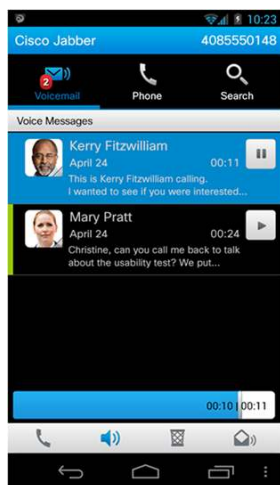 10:23
Cisco Jabber 4085550148
2
Voicemail Phone Search
Voice Messages
Kerry Fitzwilliam
April 24 00:11
This is Kerry Fitzwilliam calling.
I wanted to see if you were interested...
Mary Pratt
April 24 00:24
Christine, can you call me back to talk
about the usability test? We put...
00:10 | 00:11